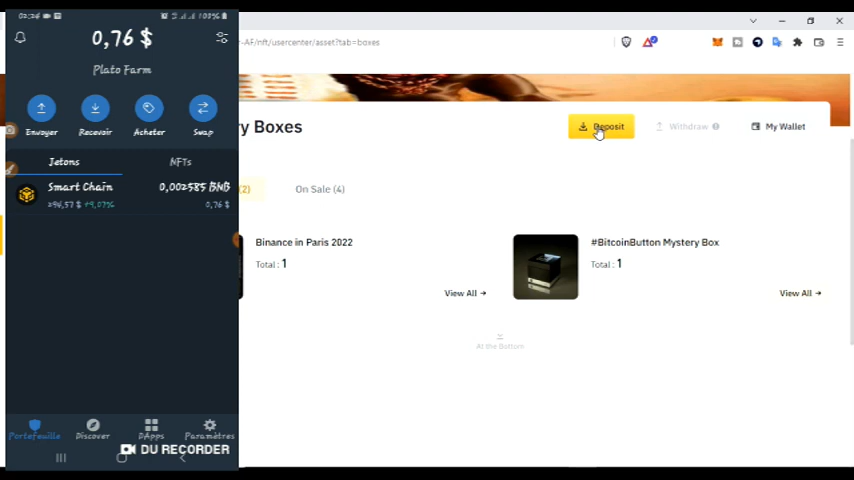 02:26
100%
0,76 $
Plato Farm
Envoyer
Recevoir
Acheter
Swap
Jetons
NFTs
Smart Chain
0,002585 BNB
296,57 $ +9,07%
0,76 $
Portefeuille
Discover
DApps
Paramètres
DU RECORDER
r-AF/nft/usercenter/asset?tab=boxes
ry Boxes
Deposit
Withdraw
My Wallet
(2)
On Sale (4)
Binance in Paris 2022
Total : 1
View All →
#BitcoinButton Mystery Box
Total : 1
View All →
At the Bottom